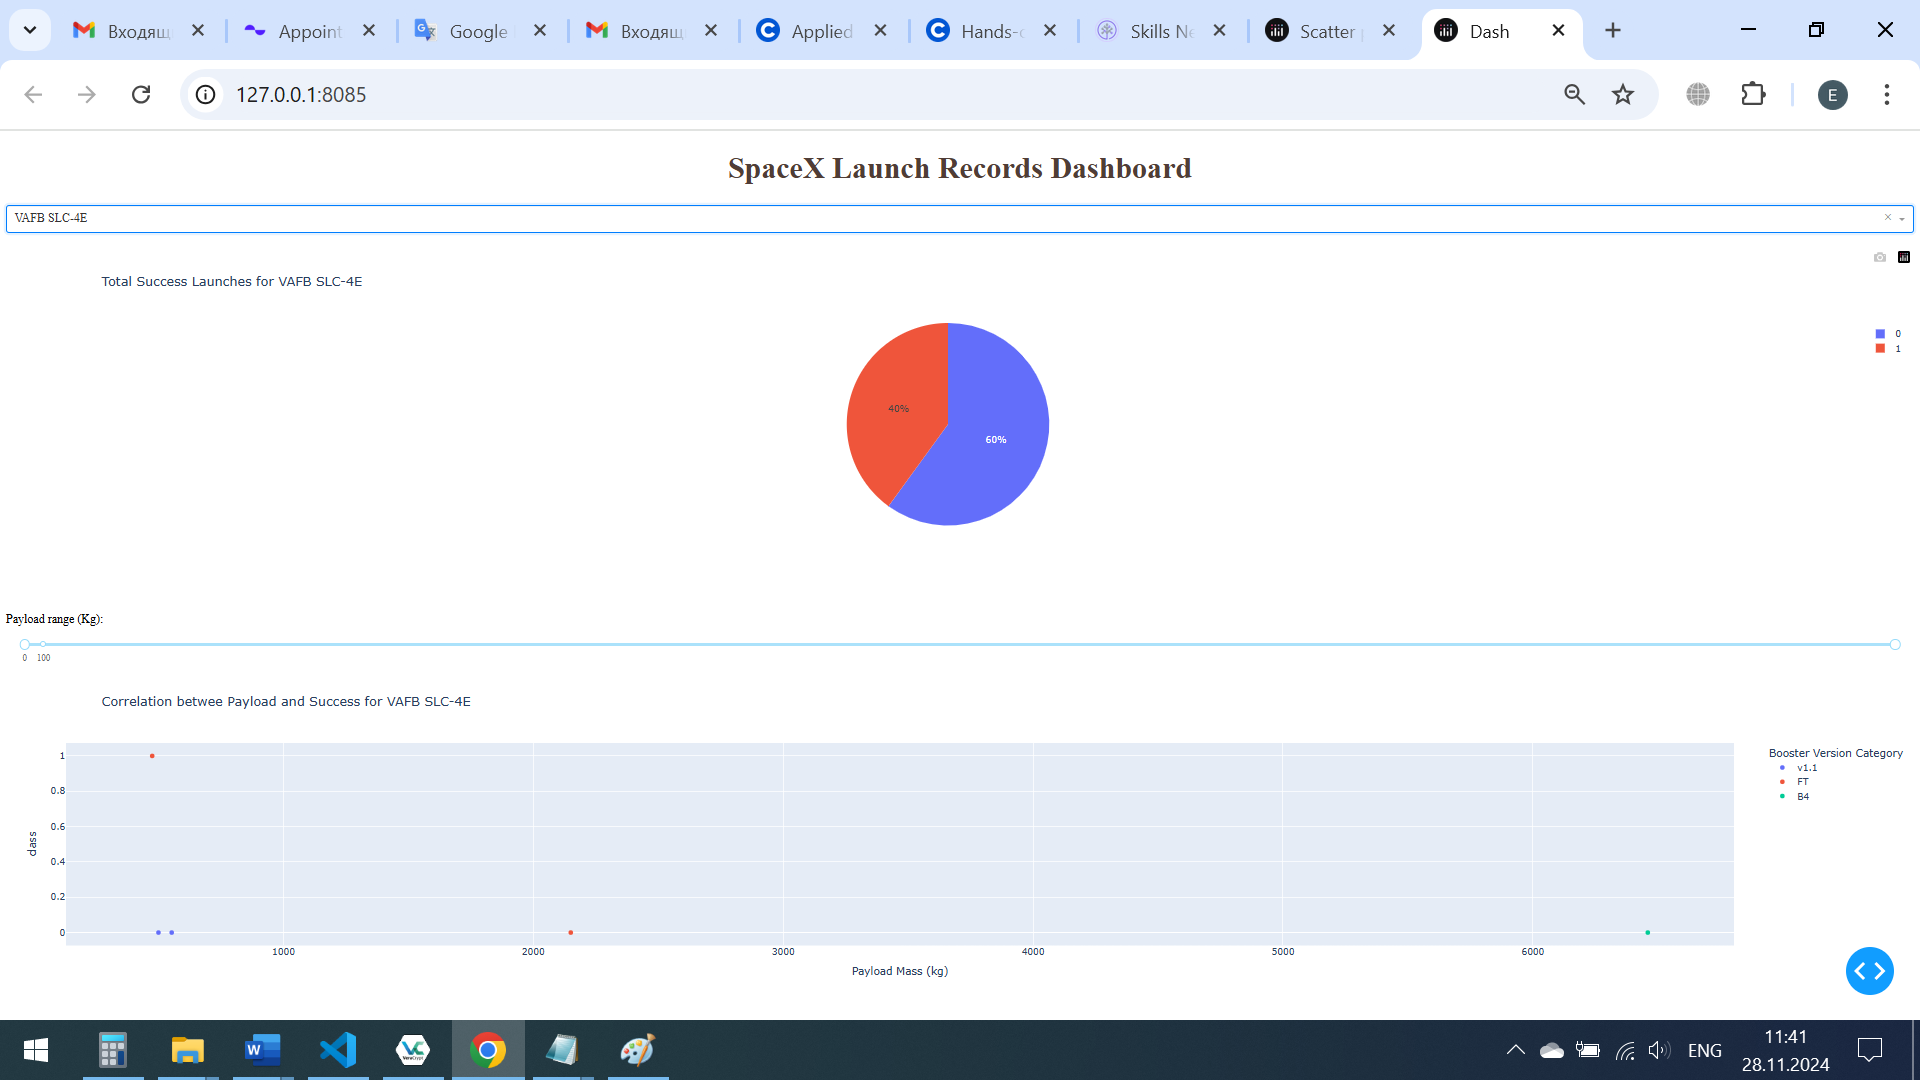 Входящ
Appoint
Google
Входящ
Applied
Hands-
Skills Ne
Scatter
Dash
127.0.0.1:8085
E
SpaceX Launch Records Dashboard
VAFB SLC-4E
Total Success Launches for VAFB SLC-4E
0
1
40%
60%
Payload range (Kg):
0 100
Correlation betwee Payload and Success for VAFB SLC-4E
Booster Version Category
v1.1
FT
B4
1
0.8
0.6
0.4
0.2
0
class
1000 2000 3000 4000 5000 6000
Payload Mass (kg)
ENG
11:41
28.11.2024